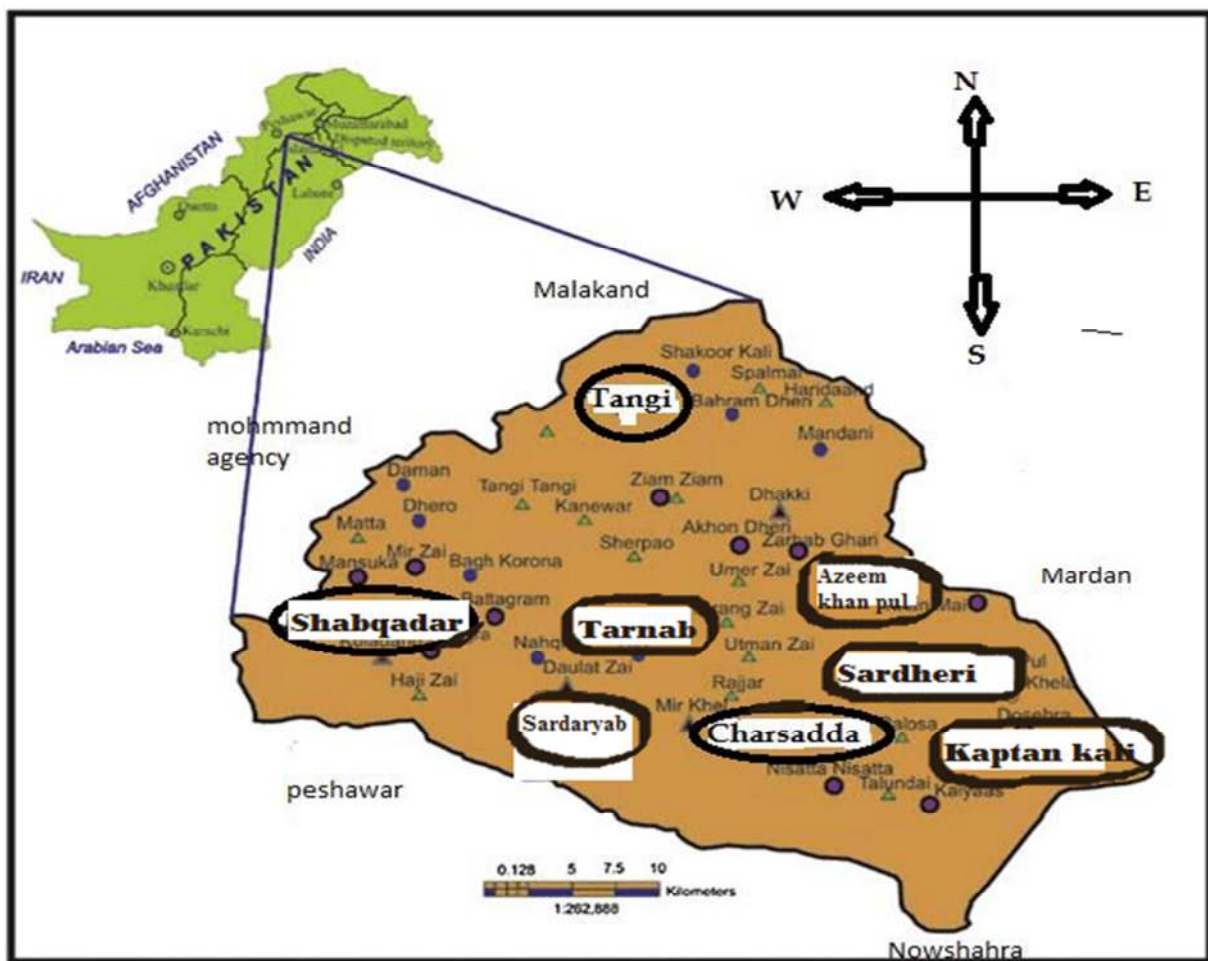 N
W
E
S
Peshawar
Muzaffarabad
Disputed territory
Islamabad
AFGHANISTAN
Lahore
Quetta
PAKISTAN
INDIA
IRAN
Khuzdar
Karachi
Arabian Sea
Malakand
Shakoor Kali
Spalmai
Haridaand
Tangi
Bahram Dheri
mohmmand
agency
Mandani
Daman
Tangi Tangi
Ziam Ziam
Dhakki
Dhero
Kanewar
Matta
Akhon Dheri
Zarbab Ghari
Sherpao
Mir Zai
Mansuka
Bagh Korona
Umer Zai
Azeem
khan pul
Mardan
Battagram
Shabqadar
Tarnab
Utman Zai
Daulat Zai
Sardheri
Pul
Khela
Haji Zai
Rajjar
Mir Khel
Dosehra
Sardaryab
Charsadda
Kaptan kali
Nisatta Nisatta
Talundai
peshawar
0.128 5 7.5 10
Kilometers
1:262,888
Nowshahra